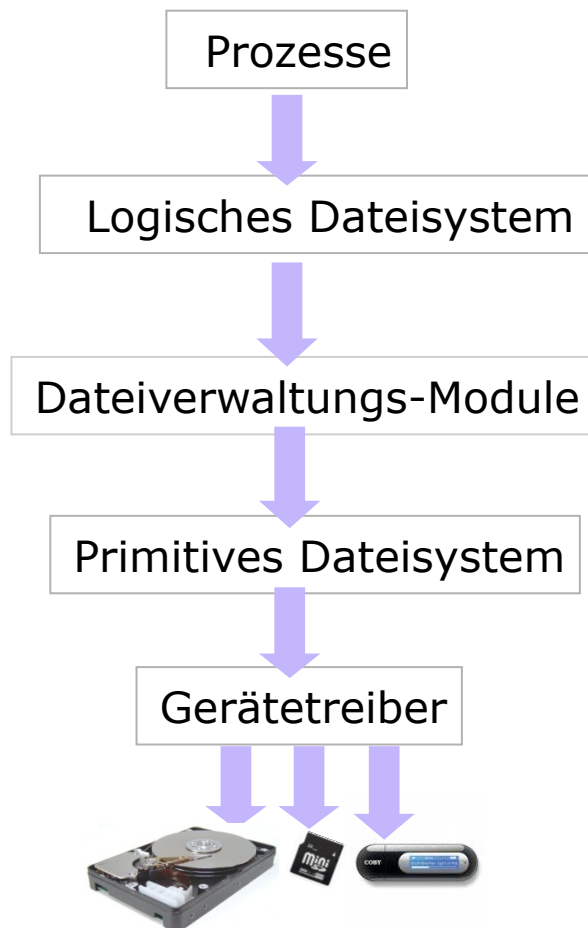 Prozesse
Logisches Dateisystem
Dateiverwaltungs-Module
Primitives Dateisystem
Gerätetreiber
mini
COBY